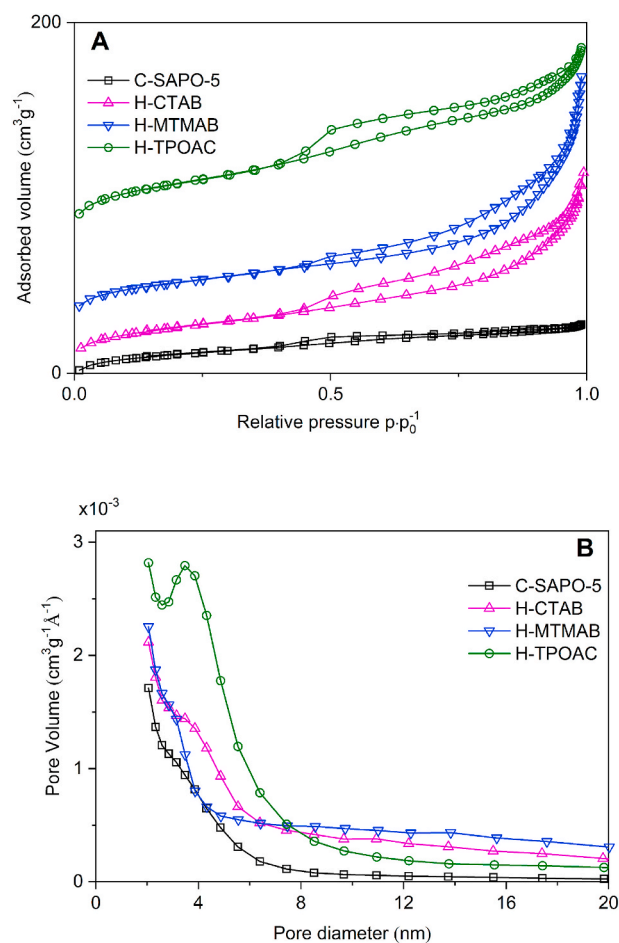 A
200
0
C-SAPO-5
H-CTAB
H-MTMAB
H-TPOAC
Adsorbed volume (cm³g⁻¹)
0.0 0.5 1.0
Relative pressure p·p₀⁻¹
x10⁻³
B
3
2
1
0
C-SAPO-5
H-CTAB
H-MTMAB
H-TPOAC
Pore Volume (cm³g⁻¹Å⁻¹)
0 4 8 12 16 20
Pore diameter (nm)